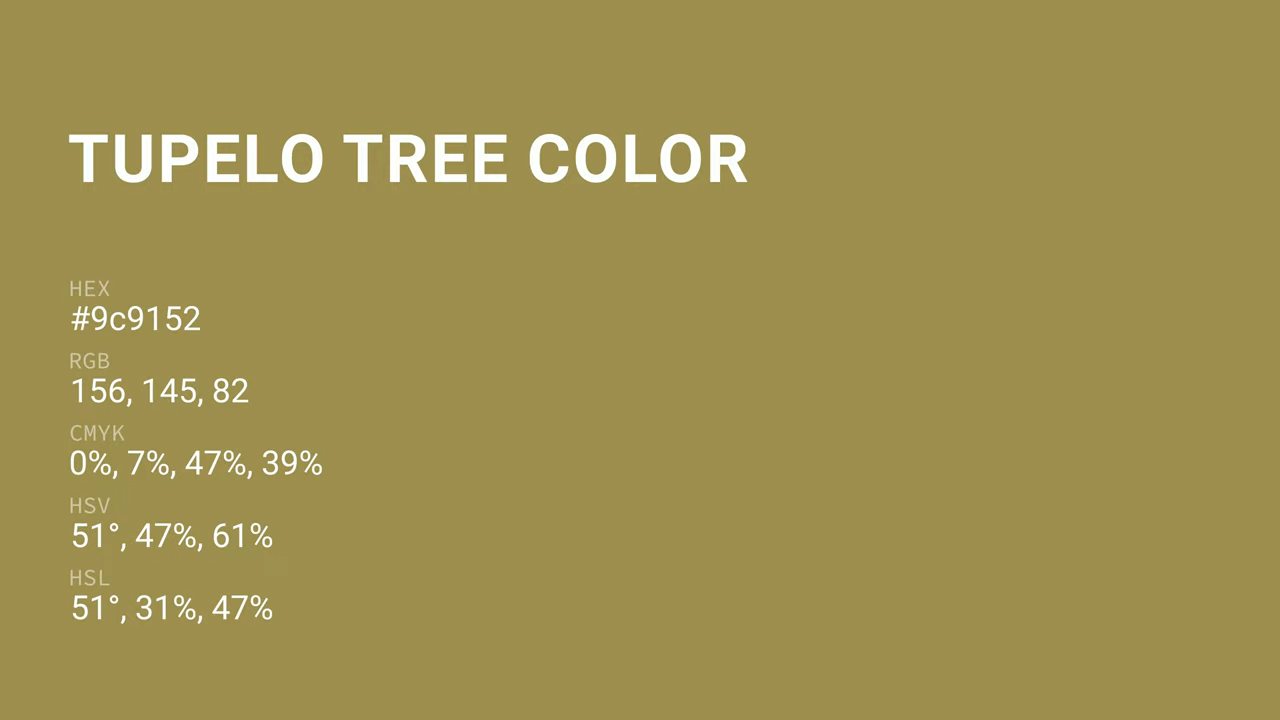 TUPELO TREE COLOR
HEX
#9c9152
RGB
156, 145, 82
CMYK
0%, 7%, 47%, 39%
HSV
51°, 47%, 61%
HSL
51°, 31%, 47%